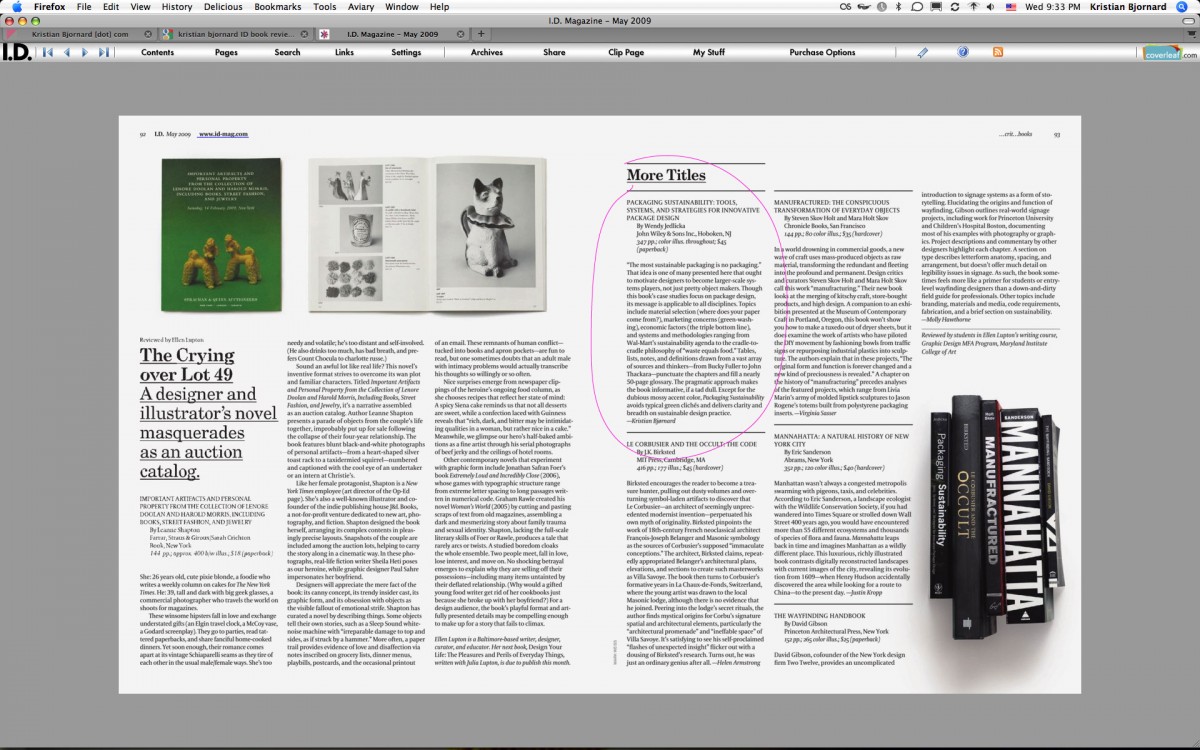 Firefox File Edit View History Delicious Bookmarks Tools Aviary Window Help
Wed 9:33 PM Kristian Bjornard
I.D. Magazine – May 2009
Kristian Bjornard [dot] com
kristian bjornard ID book revie...
I.D. Magazine – May 2009
I.D.
Contents Pages Search Links Settings Archives Share Clip Page My Stuff Purchase Options
coverleaf.com
92 I.D. May 2009 www.id-mag.com
IMPORTANT ARTIFACTS AND
PERSONAL PROPERTY
FROM THE COLLECTION OF
LENORE DOOLAN AND HAROLD MORRIS,
INCLUDING BOOKS, STREET FASHION,
AND JEWELRY
Reviewed by Ellen Lupton
The Crying
over Lot 49
A designer and
illustrator's novel
masquerades
as an auction
catalog.
IMPORTANT ARTIFACTS AND PERSONAL
PROPERTY FROM THE COLLECTION OF LENORE
DOOLAN AND HAROLD MORRIS, INCLUDING
BOOKS, STREET FASHION, AND JEWELRY
By Leanne Shapton
Farrar, Straus & Giroux/Sarah Crichton
Book, New York
144 pp.; approx. 400 b/w illus., $18 (paperback)
She: 26 years old, cute pixie blonde, a foodie who
writes a weekly column on cakes for The New York
Times. He: 39, tall and dark with big geek glasses, a
commercial photographer who travels the world on
shoots for magazines.
These winsome hipsters fall in love and exchange
understated gifts (an Elgin travel clock, a McCoy vase,
a Godard screenplay). They go to parties, read tat-
tered paperbacks, and share fanciful home-cooked
dinners. Yet soon enough, their romance comes
apart at its vintage Schiaparelli seams as they tire of
each other in the usual male/female ways. She's too
needy and volatile; he's too distant and self-involved.
(He also drinks too much, has bad breath, and pre-
fers Count Chocula to charlotte russe.)
Sound an awful lot like real life? This novel's
inventive format strives to overcome its wan plot
and familiar characters. Titled Important Artifacts
and Personal Property from the Collection of Lenore
Doolan and Harold Morris, Including Books, Street
Fashion, and Jewelry, it's a narrative assembled
as an auction catalog. Author Leanne Shapton
presents a parade of objects from the couple's life
together, improbably put up for sale following
the collapse of their four-year relationship. The
book features blunt black-and-white photographs
of personal artifacts—from a heart-shaped silver
toast rack to a taxidermied squirrel—numbered
and captioned with the cool eye of an undertaker
or an intern at Christie's.
Like her female protagonist, Shapton is a New
York Times employee (art director of the Op-Ed
page). She's also a well-known illustrator and co-
founder of the indie publishing house J&L Books,
a not-for-profit venture dedicated to new art, pho-
tography, and fiction. Shapton designed the book
herself, arranging its complex contents in pleas-
ingly precise layouts. Snapshots of the couple are
included among the auction lots, helping to carry
the story along in a cinematic way. In these pho-
tographs, real-life fiction writer Sheila Heti poses
as our heroine, while graphic designer Paul Sahre
impersonates her boyfriend.
Designers will appreciate the mere fact of the
book: its canny concept, its trendy insider cast, its
graphic form, and its obsession with objects as
the visible fallout of emotional strife. Shapton has
curated a novel by describing things. Some objects
tell their own stories, such as a Sleep Sound white-
noise machine with "irreparable damage to top and
sides, as if struck by a hammer." More often, a paper
trail provides evidence of love and disaffection via
notes inscribed on grocery lists, dinner menus,
playbills, postcards, and the occasional printout
of an email. These remnants of human conflict—
tucked into books and apron pockets—are fun to
read, but one sometimes doubts that an adult male
with intimacy problems would actually transcribe
his thoughts so willingly or so often.
Nice surprises emerge from newspaper clip-
pings of the heroine's ongoing food column, as
she chooses recipes that reflect her state of mind:
A spicy Siena cake reminds us that not all desserts
are sweet, while a confection laced with Guinness
reveals that "rich, dark, and bitter may be intimidat-
ing qualities in a woman, but rather nice in a cake."
Meanwhile, we glimpse our hero's half-baked ambi-
tions as a fine artist through his serial photographs
of beef jerky and the ceilings of hotel rooms.
Other contemporary novels that experiment
with graphic form include Jonathan Safran Foer's
book Extremely Loud and Incredibly Close (2006),
whose games with typographic structure range
from extreme letter spacing to long passages writ-
ten in numerical code. Graham Rawle created his
novel Woman's World (2005) by cutting and pasting
scraps of text from old magazines, assembling a
dark and mesmerizing story about family trauma
and sexual identity. Shapton, lacking the full-scale
literary skills of Foer or Rawle, produces a tale that
rarely arcs or twists. A studied boredom cloaks
the whole ensemble. Two people meet, fall in love,
lose interest, and move on. No shocking betrayal
emerges to explain why they are selling off their
possessions—including many items untainted by
their deflated relationship. (Why would a gifted
young food writer get rid of her cookbooks just
because she broke up with her boyfriend?) For a
design audience, the book's playful format and art-
fully presented details may be compelling enough
to make up for a story that fails to climax.
Ellen Lupton is a Baltimore-based writer, designer,
curator, and educator. Her next book, Design Your
Life: The Pleasures and Perils of Everyday Things,
written with Julia Lupton, is due to publish this month.
...crit...books 93
More Titles
PACKAGING SUSTAINABILITY: TOOLS,
SYSTEMS, AND STRATEGIES FOR INNOVATIVE
PACKAGE DESIGN
By Wendy Jedlicka
John Wiley & Sons Inc., Hoboken, NJ
347 pp.; color illus. throughout; $45
(paperback)
"The most sustainable packaging is no packaging."
That idea is one of many presented here that ought
to motivate designers to become larger-scale sys-
tems players, not just pretty object makers. Though
this book's case studies focus on package design,
its message is applicable to all disciplines. Topics
include material selection (where does your paper
come from?), marketing concerns (green-wash-
ing), economic factors (the triple bottom line),
and systems and methodologies ranging from
Wal-Mart's sustainability agenda to the cradle-to-
cradle philosophy of "waste equals food." Tables,
lists, notes, and definitions drawn from a vast array
of sources and thinkers—from Bucky Fuller to John
Thackara—punctuate the chapters and fill a nearly
50-page glossary. The pragmatic approach makes
the book informative, if a tad dull. Except for the
dubious mossy accent color, Packaging Sustainability
avoids typical green clichés and delivers clarity and
breadth on sustainable design practice.
—Kristian Bjornard
LE CORBUSIER AND THE OCCULT: THE CODE
By J.K. Birksted
MIT Press, Cambridge, MA
416 pp.; 177 illus.; $45 (hardcover)
Birksted encourages the reader to become a trea-
sure hunter, pulling out dusty volumes and over-
turning symbol-laden artifacts to discover that
Le Corbusier—an architect of seemingly unprec-
edented modernist invention—perpetuated his
own myth of originality. Birksted pinpoints the
work of 18th-century French neoclassical architect
François-Joseph Belanger and Masonic symbology
as the sources of Corbusier's supposed "immaculate
conceptions." The architect, Birksted claims, repeat-
edly appropriated Belanger's architectural plans,
elevations, and sections to create such masterworks
as Villa Savoye. The book then turns to Corbusier's
formative years in La Chaux-de-Fonds, Switzerland,
where the young artist was drawn to the local
Masonic lodge, although there is no evidence that
he joined. Peering into the lodge's secret rituals, the
author finds mystical origins for Corbu's signature
spatial and architectural elements, particularly the
"architectural promenade" and "ineffable space" of
Villa Savoye. It's satisfying to see his self-proclaimed
"flashes of unexpected insight" flicker out with a
dousing of Birksted's research. Turns out, he was
just an ordinary genius after all. —Helen Armstrong
MANUFRACTURED: THE CONSPICUOUS
TRANSFORMATION OF EVERYDAY OBJECTS
By Steven Skov Holt and Mara Holt Skov
Chronicle Books, San Francisco
144 pp.; 80 color illus.; $35 (hardcover)
In a world drowning in commercial goods, a new
wave of craft uses mass-produced objects as raw
material, transforming the redundant and fleeting
into the profound and permanent. Design critics
and curators Steven Skov Holt and Mara Holt Skov
call this work "manufracturing." Their new book
looks at the merging of kitschy craft, store-bought
products, and high design. A companion to an exhi-
bition presented at the Museum of Contemporary
Craft in Portland, Oregon, this book won't show
you how to make a tuxedo out of dryer sheets, but it
does examine the work of artists who have piloted
the DIY movement by fashioning bowls from traffic
signs or repurposing industrial plastics into sculp-
ture. The authors explain that in these projects, "The
original form and function is forever changed and a
new kind of preciousness is revealed." A chapter on
the history of "manufracturing" precedes analyses
of the featured projects, which range from Livia
Marin's army of molded lipstick sculptures to Jason
Rogene's totems built from polystyrene packaging
inserts. —Virginia Sasser
MANNAHATTA: A NATURAL HISTORY OF NEW
YORK CITY
By Eric Sanderson
Abrams, New York
352 pp.; 120 color illus.; $40 (hardcover)
Manhattan wasn't always a congested metropolis
swarming with pigeons, taxis, and celebrities.
According to Eric Sanderson, a landscape ecologist
with the Wildlife Conservation Society, if you had
wandered into Times Square or strolled down Wall
Street 400 years ago, you would have encountered
more than 55 different ecosystems and thousands
of species of flora and fauna. Mannahatta leaps
back in time and imagines Manhattan as a wildly
different place. This luxurious, richly illustrated
book contrasts digitally reconstructed landscapes
with current images of the city, revealing its evolu-
tion from 1609—when Henry Hudson accidentally
discovered the area while looking for a route to
China—to the present day. —Justin Kropp
THE WAYFINDING HANDBOOK
By David Gibson
Princeton Architectural Press, New York
152 pp.; 265 color illus.; $25 (paperback)
David Gibson, cofounder of the New York design
firm Two Twelve, provides an uncomplicated
introduction to signage systems as a form of sto-
rytelling. Elucidating the origins and function of
wayfinding, Gibson outlines real-world signage
projects, including work for Princeton University
and Children's Hospital Boston, documenting
most of his examples with photography or graph-
ics. Project descriptions and commentary by other
designers highlight each chapter. A section on
type describes letterform anatomy, spacing, and
arrangement, but doesn't offer much detail on
legibility issues in signage. As such, the book some-
times feels more like a primer for students or entry-
level wayfinding designers than a down-and-dirty
field guide for professionals. Other topics include
branding, materials and media, code requirements,
fabrication, and a brief section on sustainability.
—Molly Hawthorne
Reviewed by students in Ellen Lupton's writing course,
Graphic Design MFA Program, Maryland Institute
College of Art
Packaging Sustainability
BIRKSTED LE CORBUSIER AND THE OCCULT
MANUFRACTURED
SANDERSON MANNAHATTA